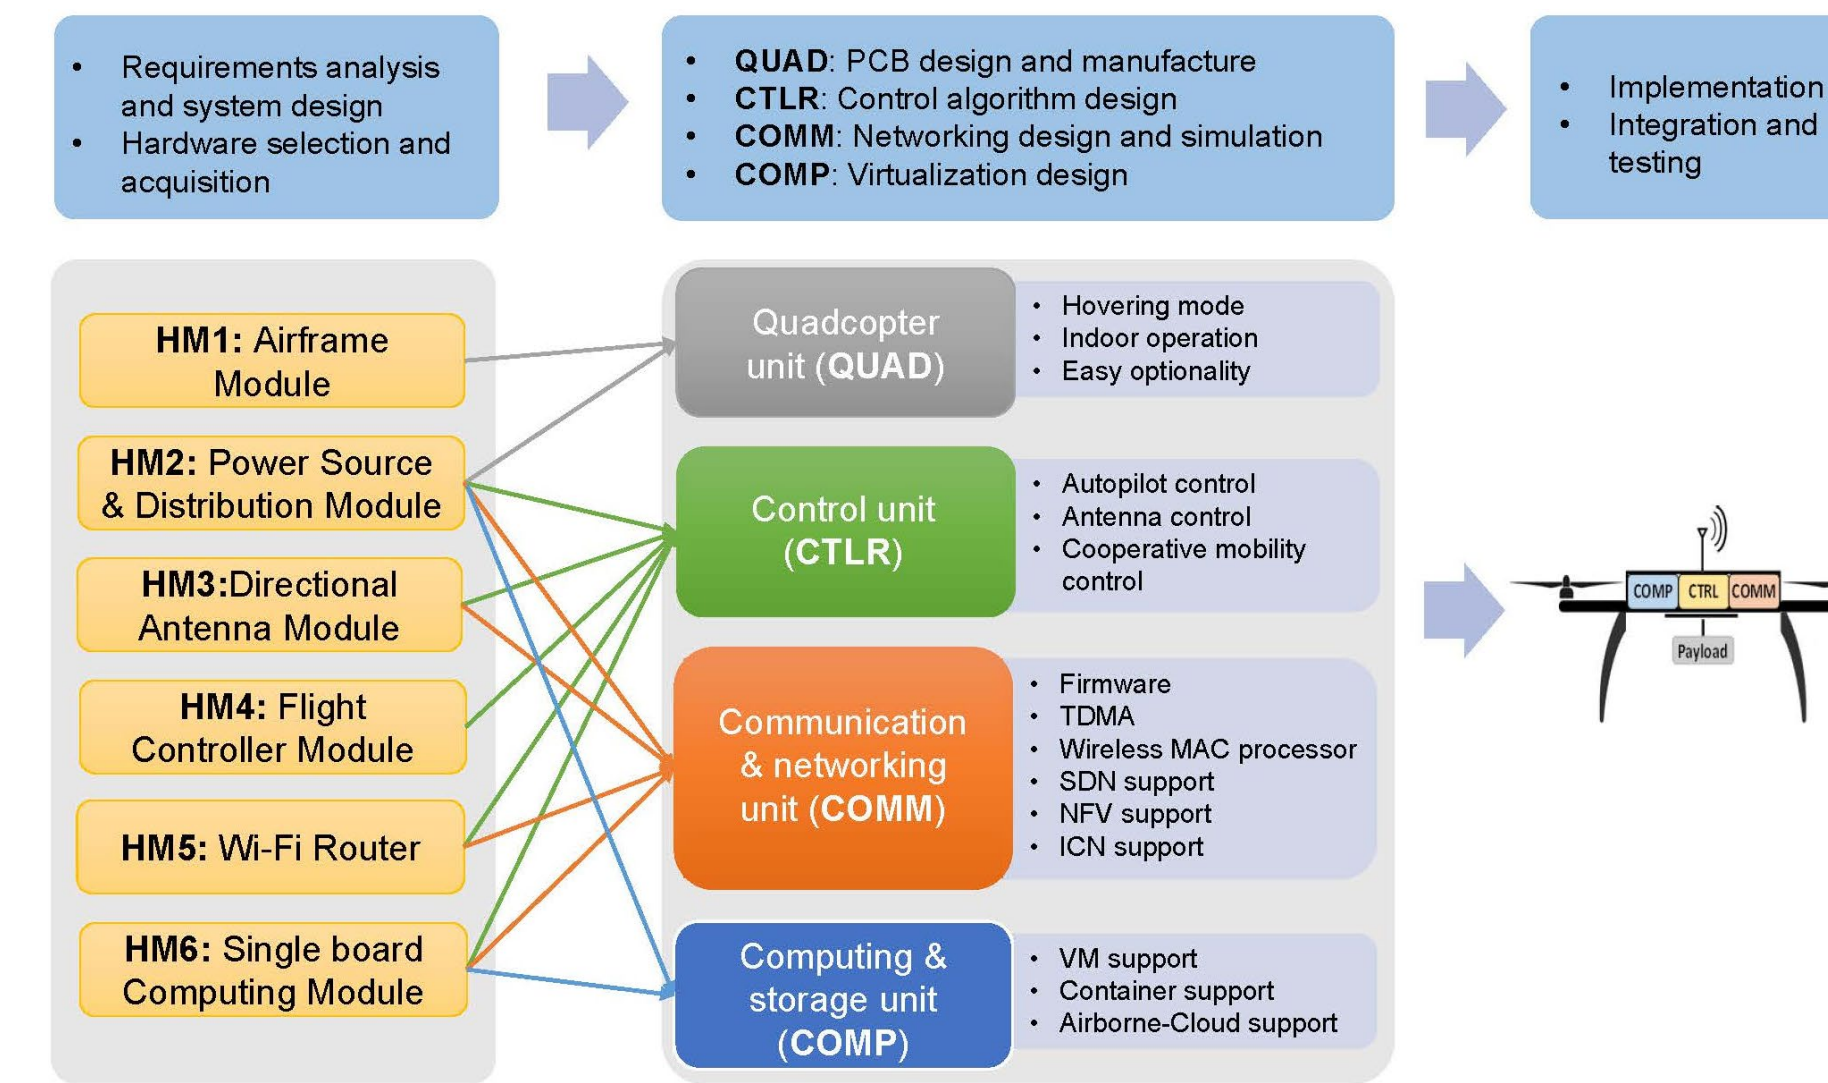 • Requirements analysis
and system design
• Hardware selection and
acquisition
• QUAD: PCB design and manufacture
• CTLR: Control algorithm design
• COMM: Networking design and simulation
• COMP: Virtualization design
• Implementation
• Integration and
testing
HM1: Airframe
Module
HM2: Power Source
& Distribution Module
HM3:Directional
Antenna Module
HM4: Flight
Controller Module
HM5: Wi-Fi Router
HM6: Single board
Computing Module
Quadcopter
unit (QUAD)
• Hovering mode
• Indoor operation
• Easy optionality
Control unit
(CTLR)
• Autopilot control
• Antenna control
• Cooperative mobility
control
Communication
& networking
unit (COMM)
• Firmware
• TDMA
• Wireless MAC processor
• SDN support
• NFV support
• ICN support
Computing &
storage unit
(COMP)
• VM support
• Container support
• Airborne-Cloud support
COMP CTRL COMM
Payload